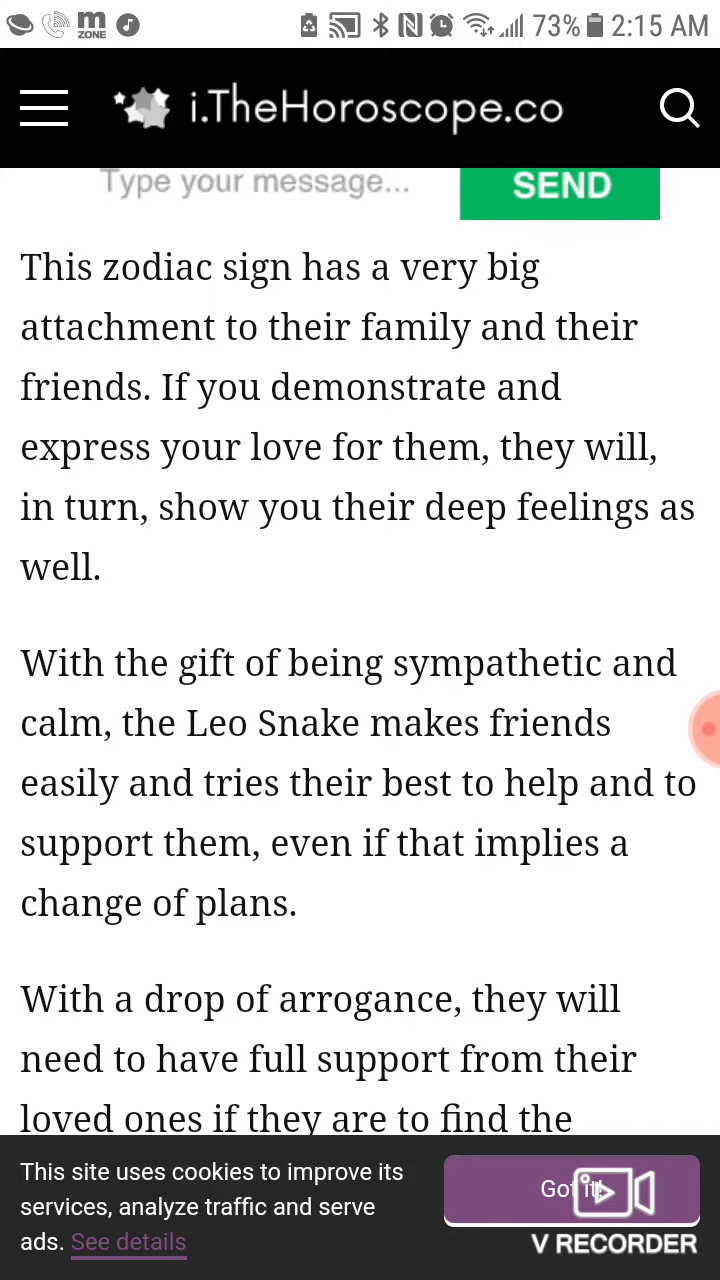 m
ZONE
73%
2:15 AM
i.TheHoroscope.co
Type your message...
SEND
This zodiac sign has a very big
attachment to their family and their
friends. If you demonstrate and
express your love for them, they will,
in turn, show you their deep feelings as
well.
With the gift of being sympathetic and
calm, the Leo Snake makes friends
easily and tries their best to help and to
support them, even if that implies a
change of plans.
With a drop of arrogance, they will
need to have full support from their
loved ones if they are to find the
This site uses cookies to improve its
services, analyze traffic and serve
ads. See details
Got it!
V RECORDER